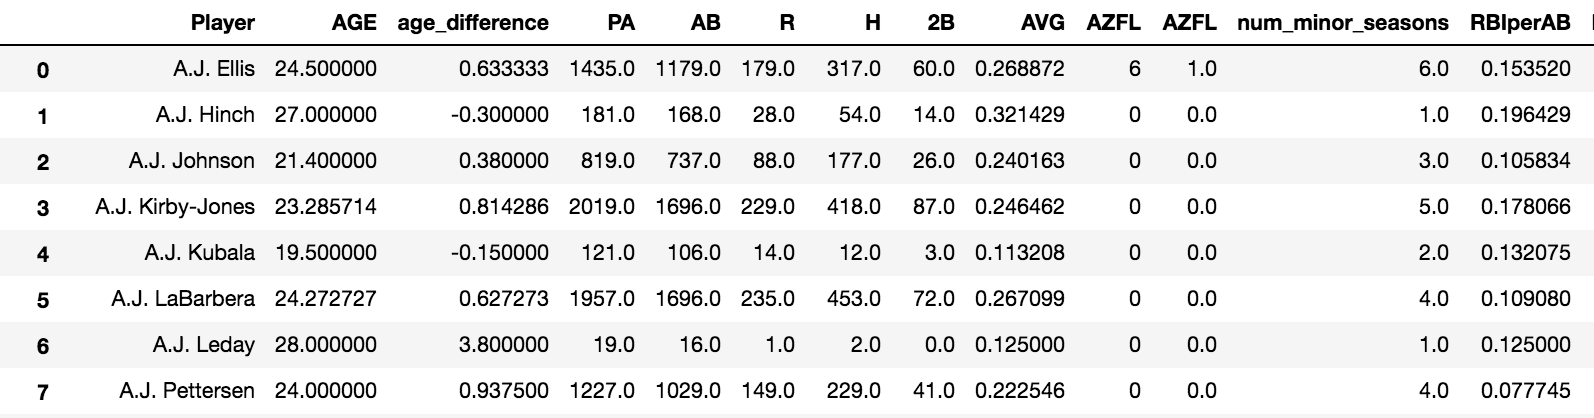 Player AGE age_difference PA AB R H 2B AVG AZFL AZFL num_minor_seasons RBIperAB
0 A.J. Ellis 24.500000 0.633333 1435.0 1179.0 179.0 317.0 60.0 0.268872 6 1.0 6.0 0.153520
1 A.J. Hinch 27.000000 -0.300000 181.0 168.0 28.0 54.0 14.0 0.321429 0 0.0 1.0 0.196429
2 A.J. Johnson 21.400000 0.380000 819.0 737.0 88.0 177.0 26.0 0.240163 0 0.0 3.0 0.105834
3 A.J. Kirby-Jones 23.285714 0.814286 2019.0 1696.0 229.0 418.0 87.0 0.246462 0 0.0 5.0 0.178066
4 A.J. Kubala 19.500000 -0.150000 121.0 106.0 14.0 12.0 3.0 0.113208 0 0.0 2.0 0.132075
5 A.J. LaBarbera 24.272727 0.627273 1957.0 1696.0 235.0 453.0 72.0 0.267099 0 0.0 4.0 0.109080
6 A.J. Leday 28.000000 3.800000 19.0 16.0 1.0 2.0 0.0 0.125000 0 0.0 1.0 0.125000
7 A.J. Pettersen 24.000000 0.937500 1227.0 1029.0 149.0 229.0 41.0 0.222546 0 0.0 4.0 0.077745